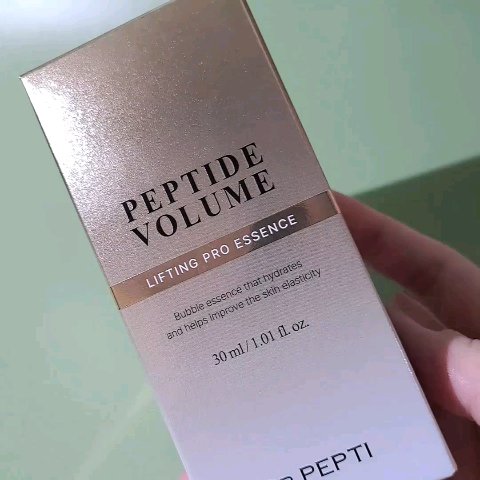 PEPTIDE
VOLUME
LIFTING PRO ESSENCE
Bubble essence that hydrates
and helps improve the skin elasticity
30 ml / 1.01 fl. oz.
PEPTI